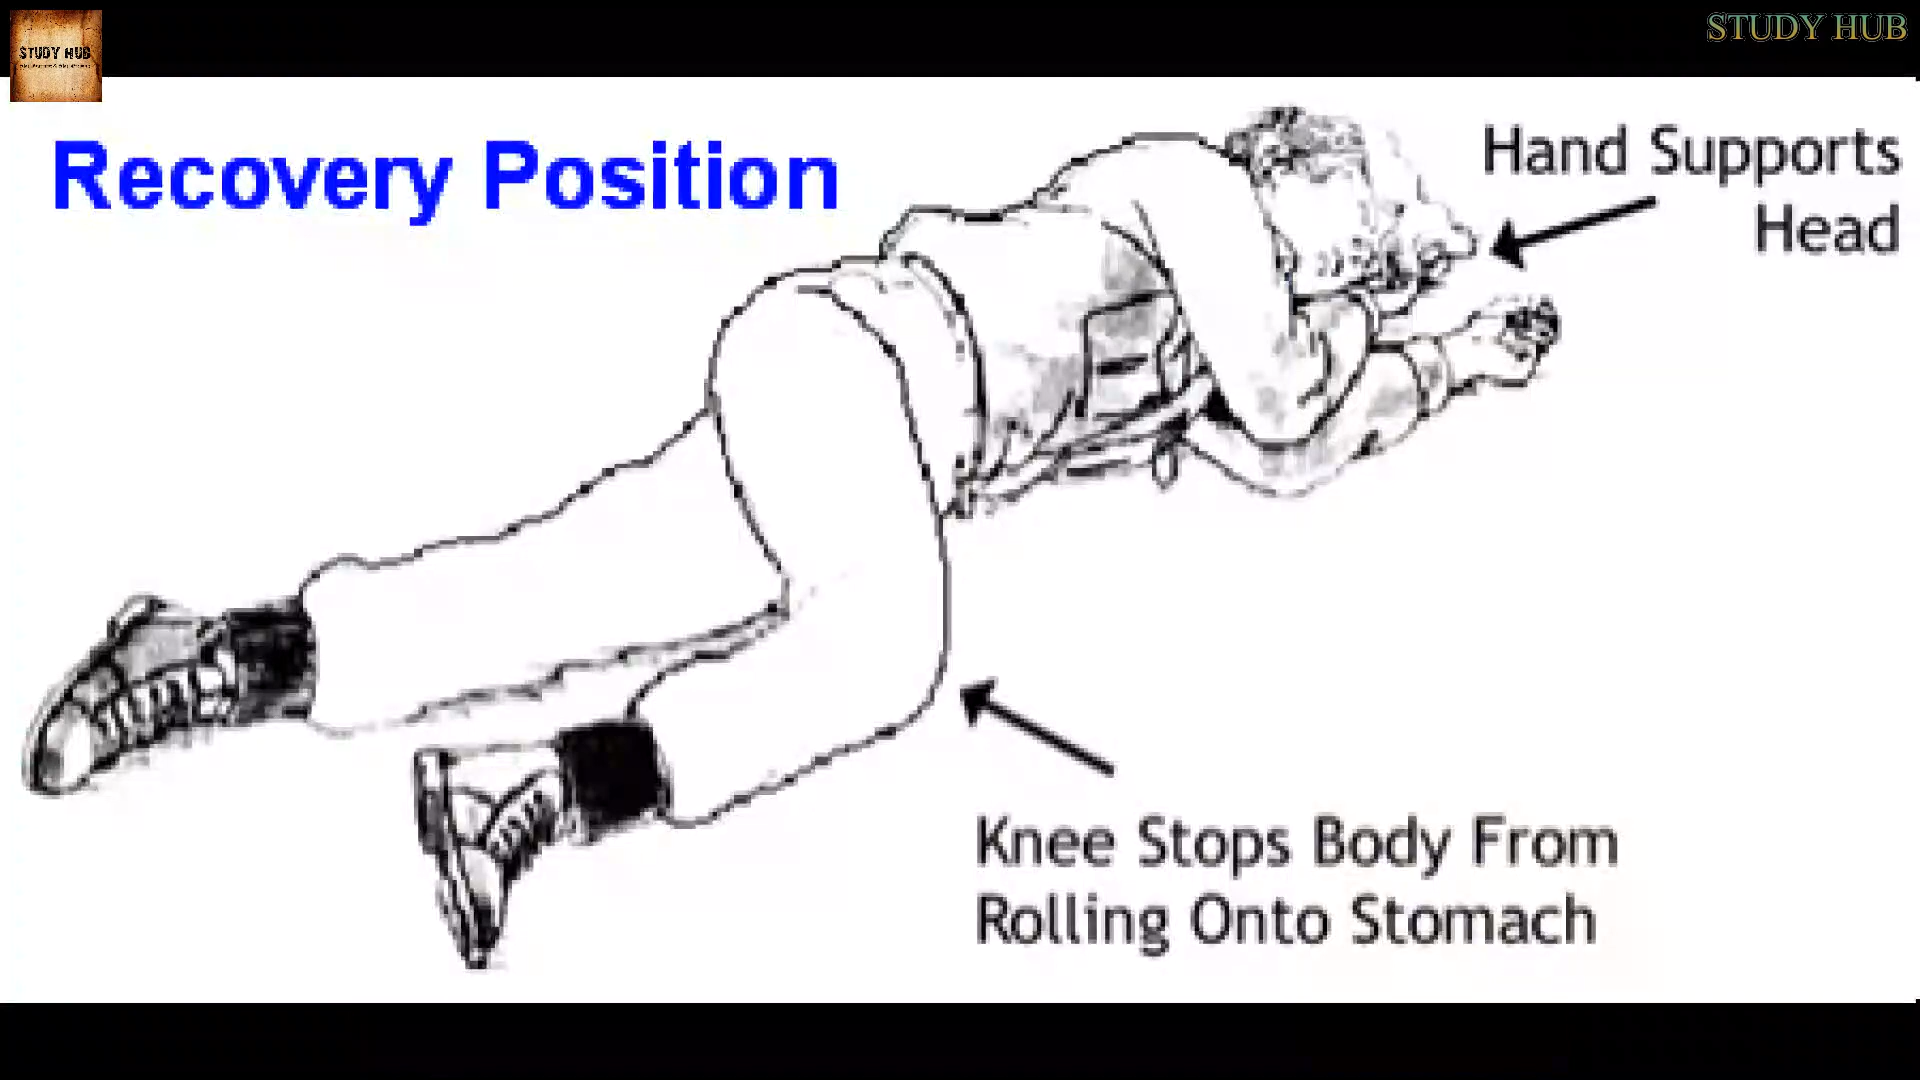 STUDY HUB
STUDY HUB
Recovery Position
Hand Supports
Head
Knee Stops Body From
Rolling Onto Stomach